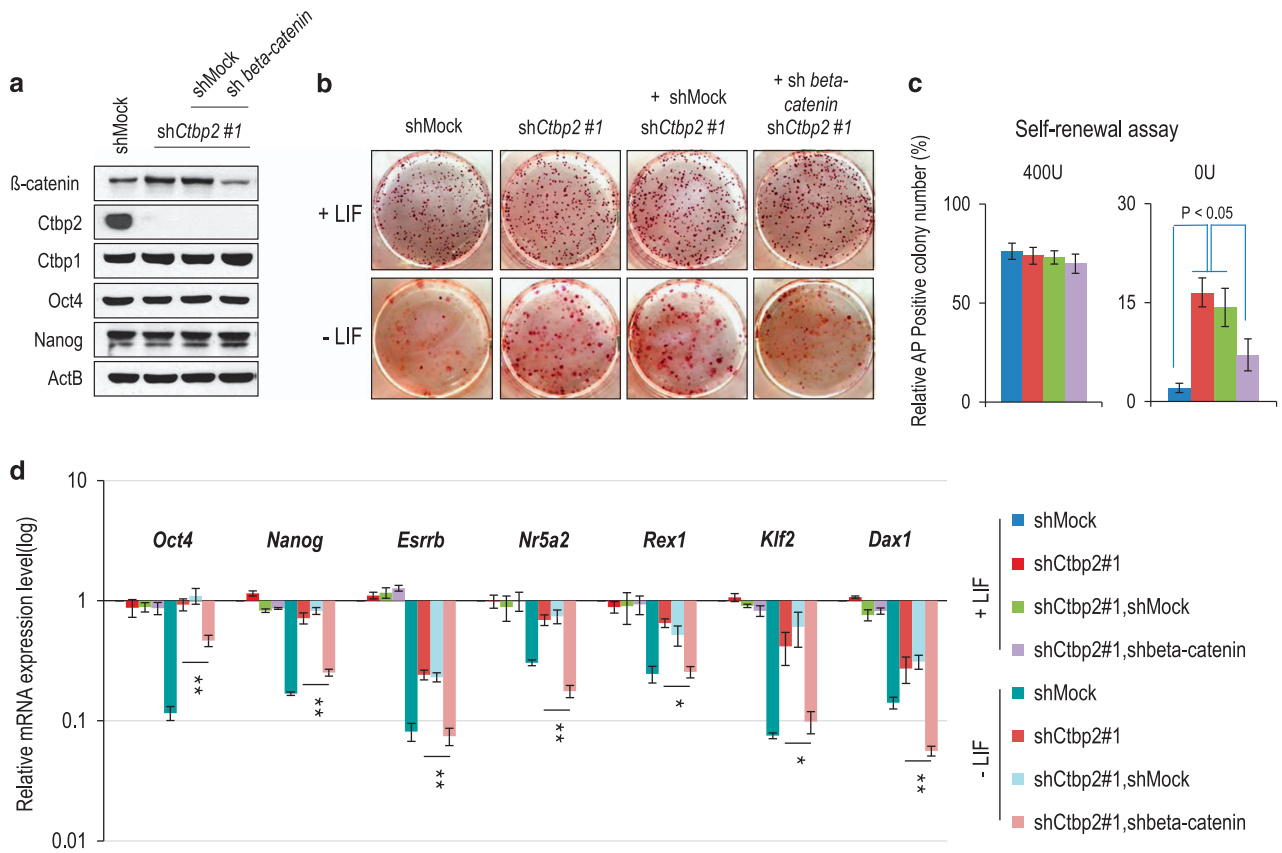 a
shMock
shMock
sh beta-catenin
shCtbp2 #1
ß-catenin
Ctbp2
Ctbp1
Oct4
Nanog
ActB
b
shMock
shCtbp2 #1
+ shMock
shCtbp2 #1
+ sh beta-
catenin
shCtbp2 #1
+ LIF
- LIF
c
Self-renewal assay
400U
0U
Relative AP Positive colony number (%)
100
50
0
30
15
0
P < 0.05
d
Relative mRNA expression level(log)
10
1
0.1
0.01
Oct4
Nanog
Esrrb
Nr5a2
Rex1
Klf2
Dax1
**
**
**
**
*
*
**
+ LIF
shMock
shCtbp2#1
shCtbp2#1,shMock
shCtbp2#1,shbeta-catenin
- LIF
shMock
shCtbp2#1
shCtbp2#1,shMock
shCtbp2#1,shbeta-catenin